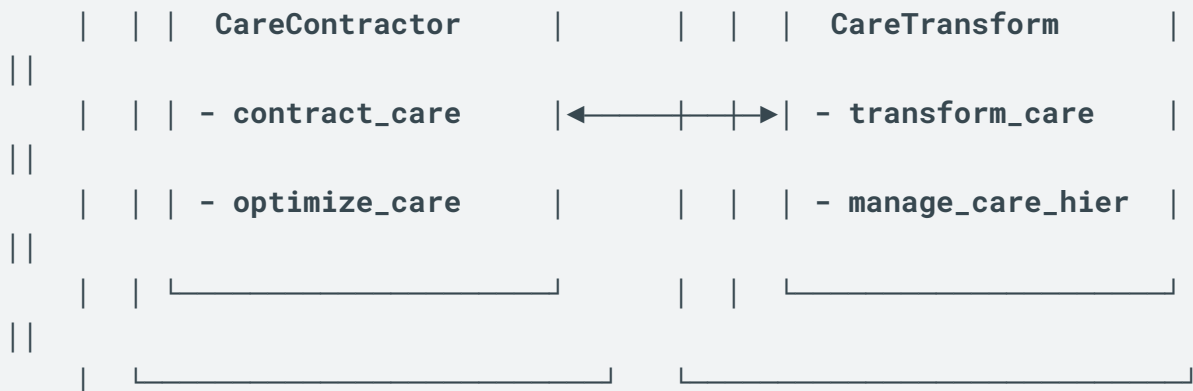 |  | |  CareContractor  |  |  |  |  CareTransform  |
||
|  | | - contract_care  |◄──────►| - transform_care  |
||
|  | | - optimize_care  |  |  |  | - manage_care_hier  |
||
|  | └──────────────┘  |  |  └──────────────┘
||
|  └──────────────────┘  └──────────────────┘